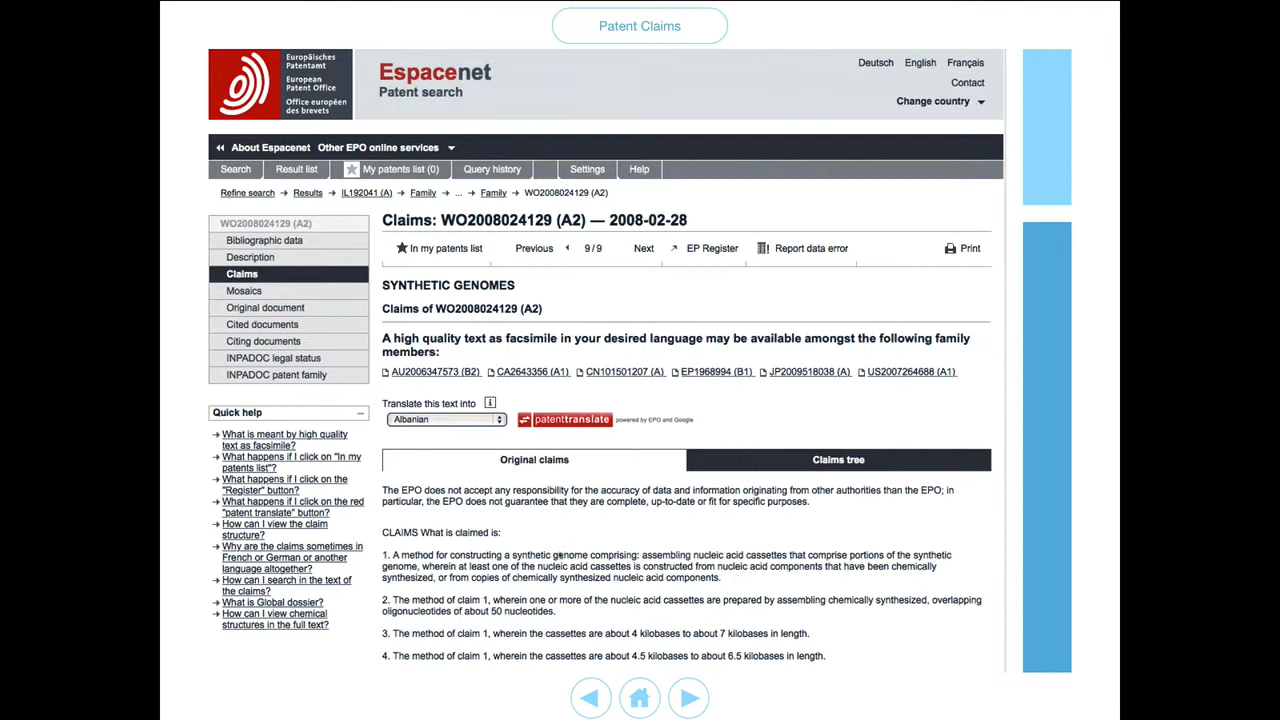 Patent Claims
Europäisches
Patentamt
European
Patent Office
Office européen
des brevets
Espacenet
Patent search
Deutsch English Français
Contact
Change country
About Espacenet Other EPO online services
Search Result list My patents list (0) Query history Settings Help
Refine search → Results → IL192041 (A) → Family → ... → Family → WO2008024129 (A2)
WO2008024129 (A2)
Bibliographic data
Description
Claims
Mosaics
Original document
Cited documents
Citing documents
INPADOC legal status
INPADOC patent family
Quick help
→ What is meant by high quality
text as facsimile?
→ What happens if I click on "In my
patents list"?
→ What happens if I click on the
"Register" button?
→ What happens if I click on the red
"patent translate" button?
→ How can I view the claim
structure?
→ Why are the claims sometimes in
French or German or another
language altogether?
→ How can I search in the text of
the claims?
→ What is Global dossier?
→ How can I view chemical
structures in the full text?
Claims: WO2008024129 (A2) — 2008-02-28
In my patents list Previous 9/9 Next EP Register Report data error Print
SYNTHETIC GENOMES
Claims of WO2008024129 (A2)
A high quality text as facsimile in your desired language may be available amongst the following family
members:
AU2006347573 (B2) CA2643356 (A1) CN101501207 (A) EP1968994 (B1) JP2009518038 (A) US2007264688 (A1)
Translate this text into i
Albanian patenttranslate powered by EPO and Google
Original claims Claims tree
The EPO does not accept any responsibility for the accuracy of data and information originating from other authorities than the EPO; in
particular, the EPO does not guarantee that they are complete, up-to-date or fit for specific purposes.
CLAIMS What is claimed is:
1. A method for constructing a synthetic genome comprising: assembling nucleic acid cassettes that comprise portions of the synthetic
genome, wherein at least one of the nucleic acid cassettes is constructed from nucleic acid components that have been chemically
synthesized, or from copies of chemically synthesized nucleic acid components.
2. The method of claim 1, wherein one or more of the nucleic acid cassettes are prepared by assembling chemically synthesized, overlapping
oligonucleotides of about 50 nucleotides.
3. The method of claim 1, wherein the cassettes are about 4 kilobases to about 7 kilobases in length.
4. The method of claim 1, wherein the cassettes are about 4.5 kilobases to about 6.5 kilobases in length.